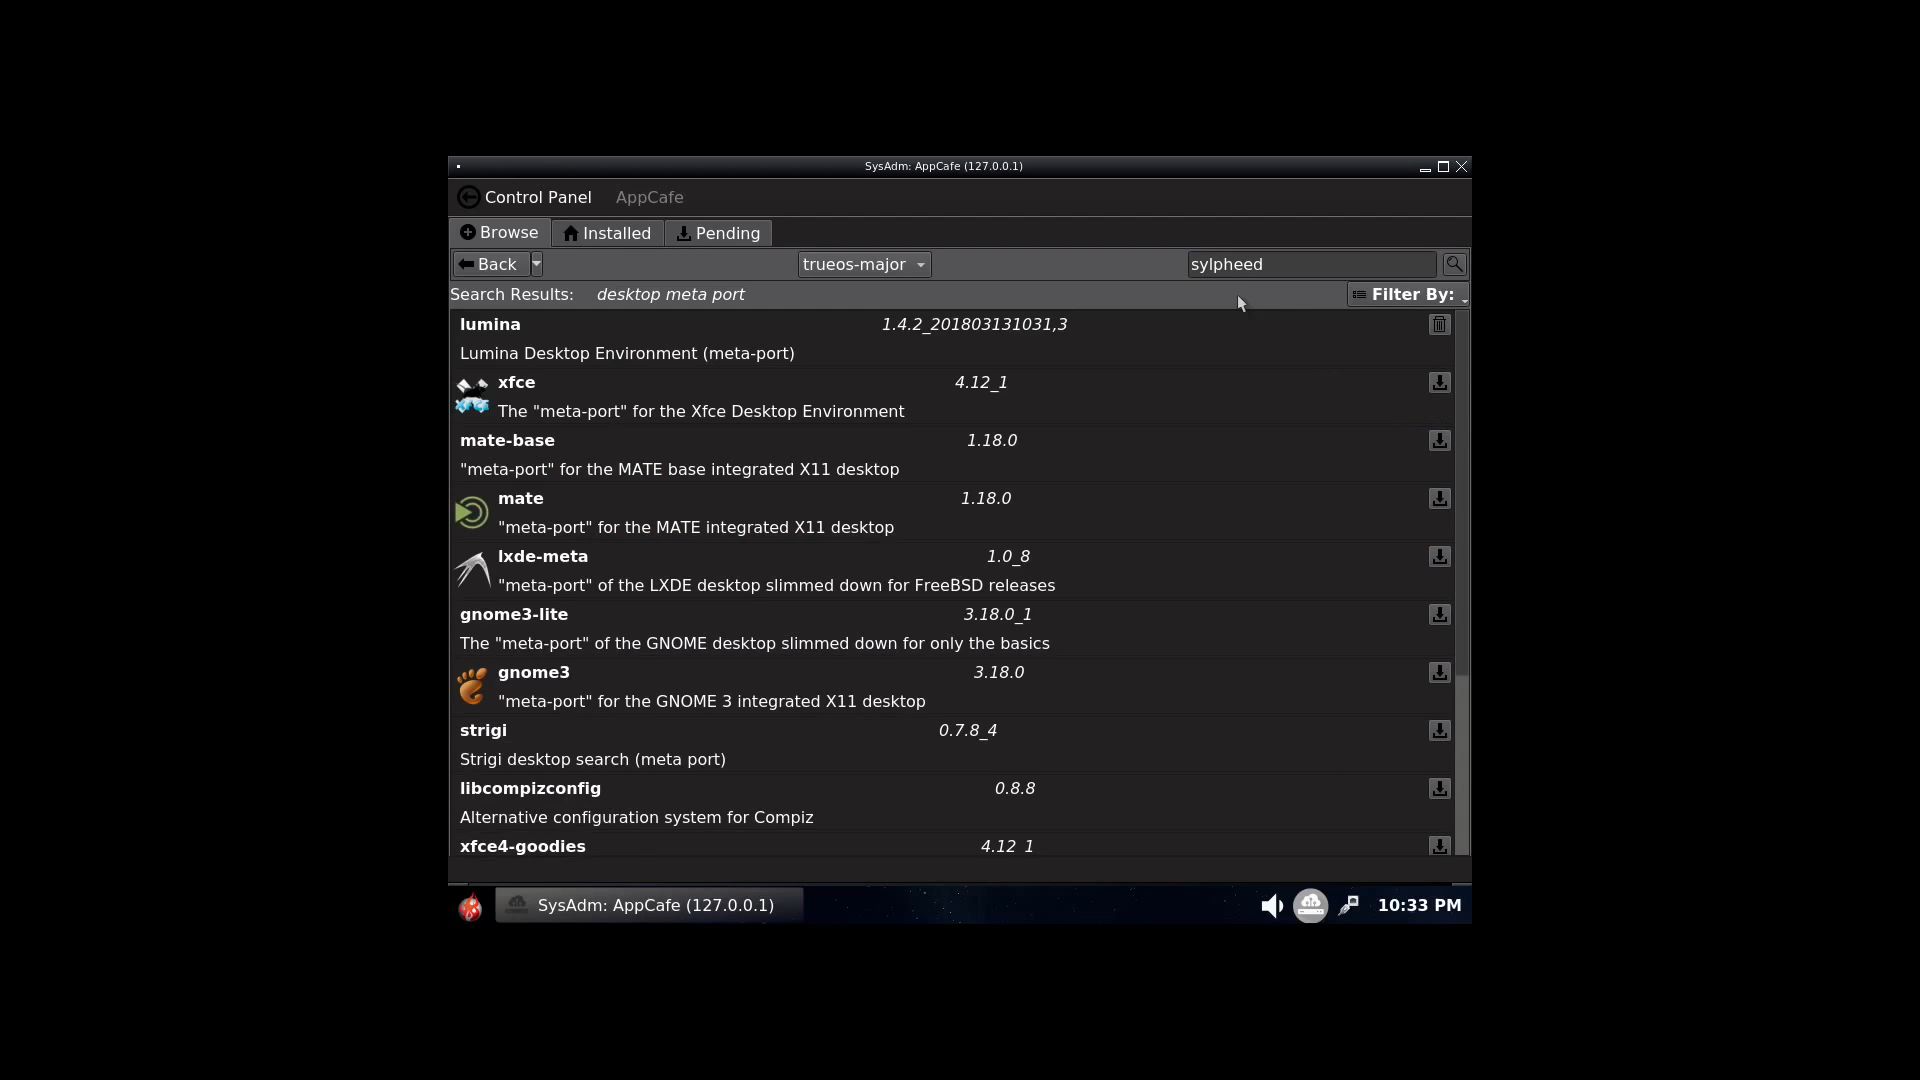 SysAdm: AppCafe (127.0.0.1)
Control Panel AppCafe
Browse Installed Pending
Back trueos-major sylpheed
Search Results: desktop meta port Filter By:
lumina 1.4.2_201803131031,3
Lumina Desktop Environment (meta-port)
xfce 4.12_1
The "meta-port" for the Xfce Desktop Environment
mate-base 1.18.0
"meta-port" for the MATE base integrated X11 desktop
mate 1.18.0
"meta-port" for the MATE integrated X11 desktop
lxde-meta 1.0_8
"meta-port" of the LXDE desktop slimmed down for FreeBSD releases
gnome3-lite 3.18.0_1
The "meta-port" of the GNOME desktop slimmed down for only the basics
gnome3 3.18.0
"meta-port" for the GNOME 3 integrated X11 desktop
strigi 0.7.8_4
Strigi desktop search (meta port)
libcompizconfig 0.8.8
Alternative configuration system for Compiz
xfce4-goodies 4.12_1
SysAdm: AppCafe (127.0.0.1) 10:33 PM